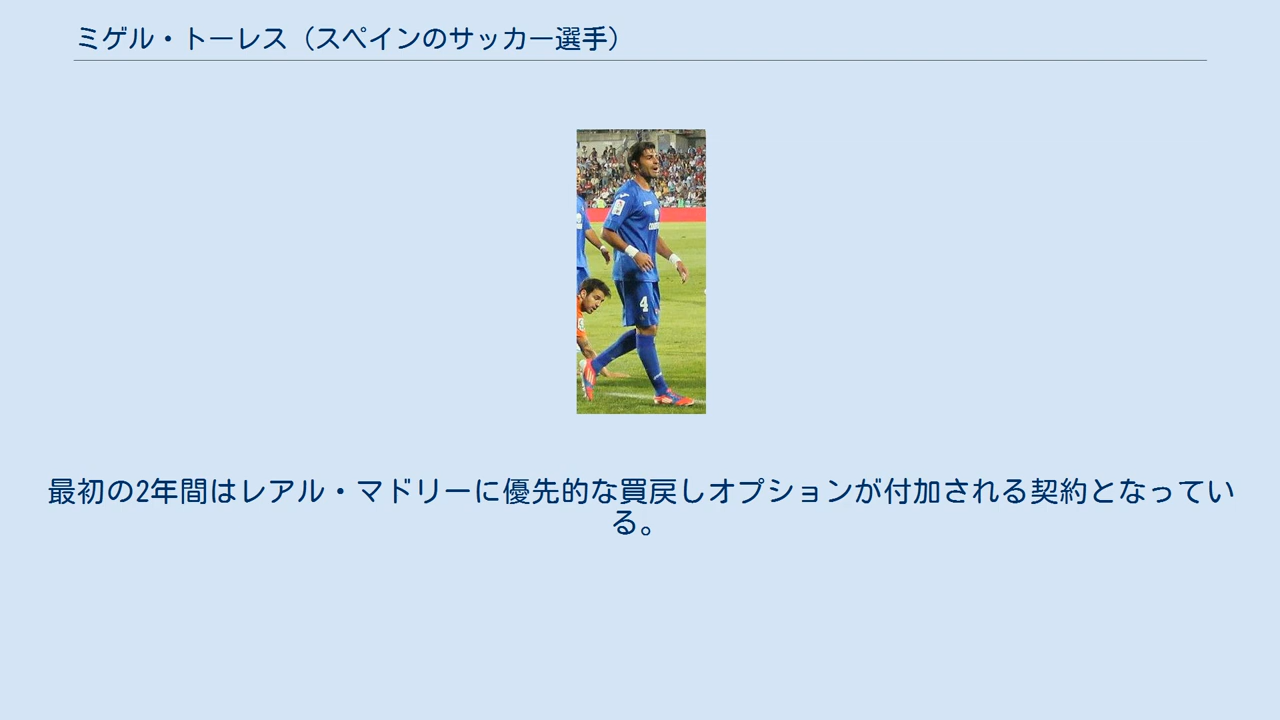 ミゲル・トーレス（スペインのサッカー選手）
4
最初の2年間はレアル・マドリーに優先的な買戻しオプションが付加される契約となってい
る。